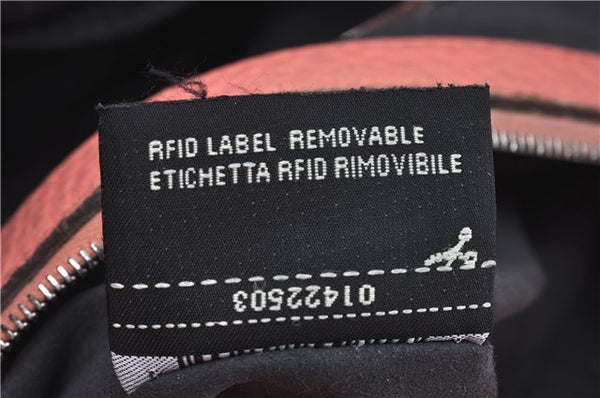 RFID LABEL REMOVABLE
ETICHETTA RFID RIMOVIBILE
01422503